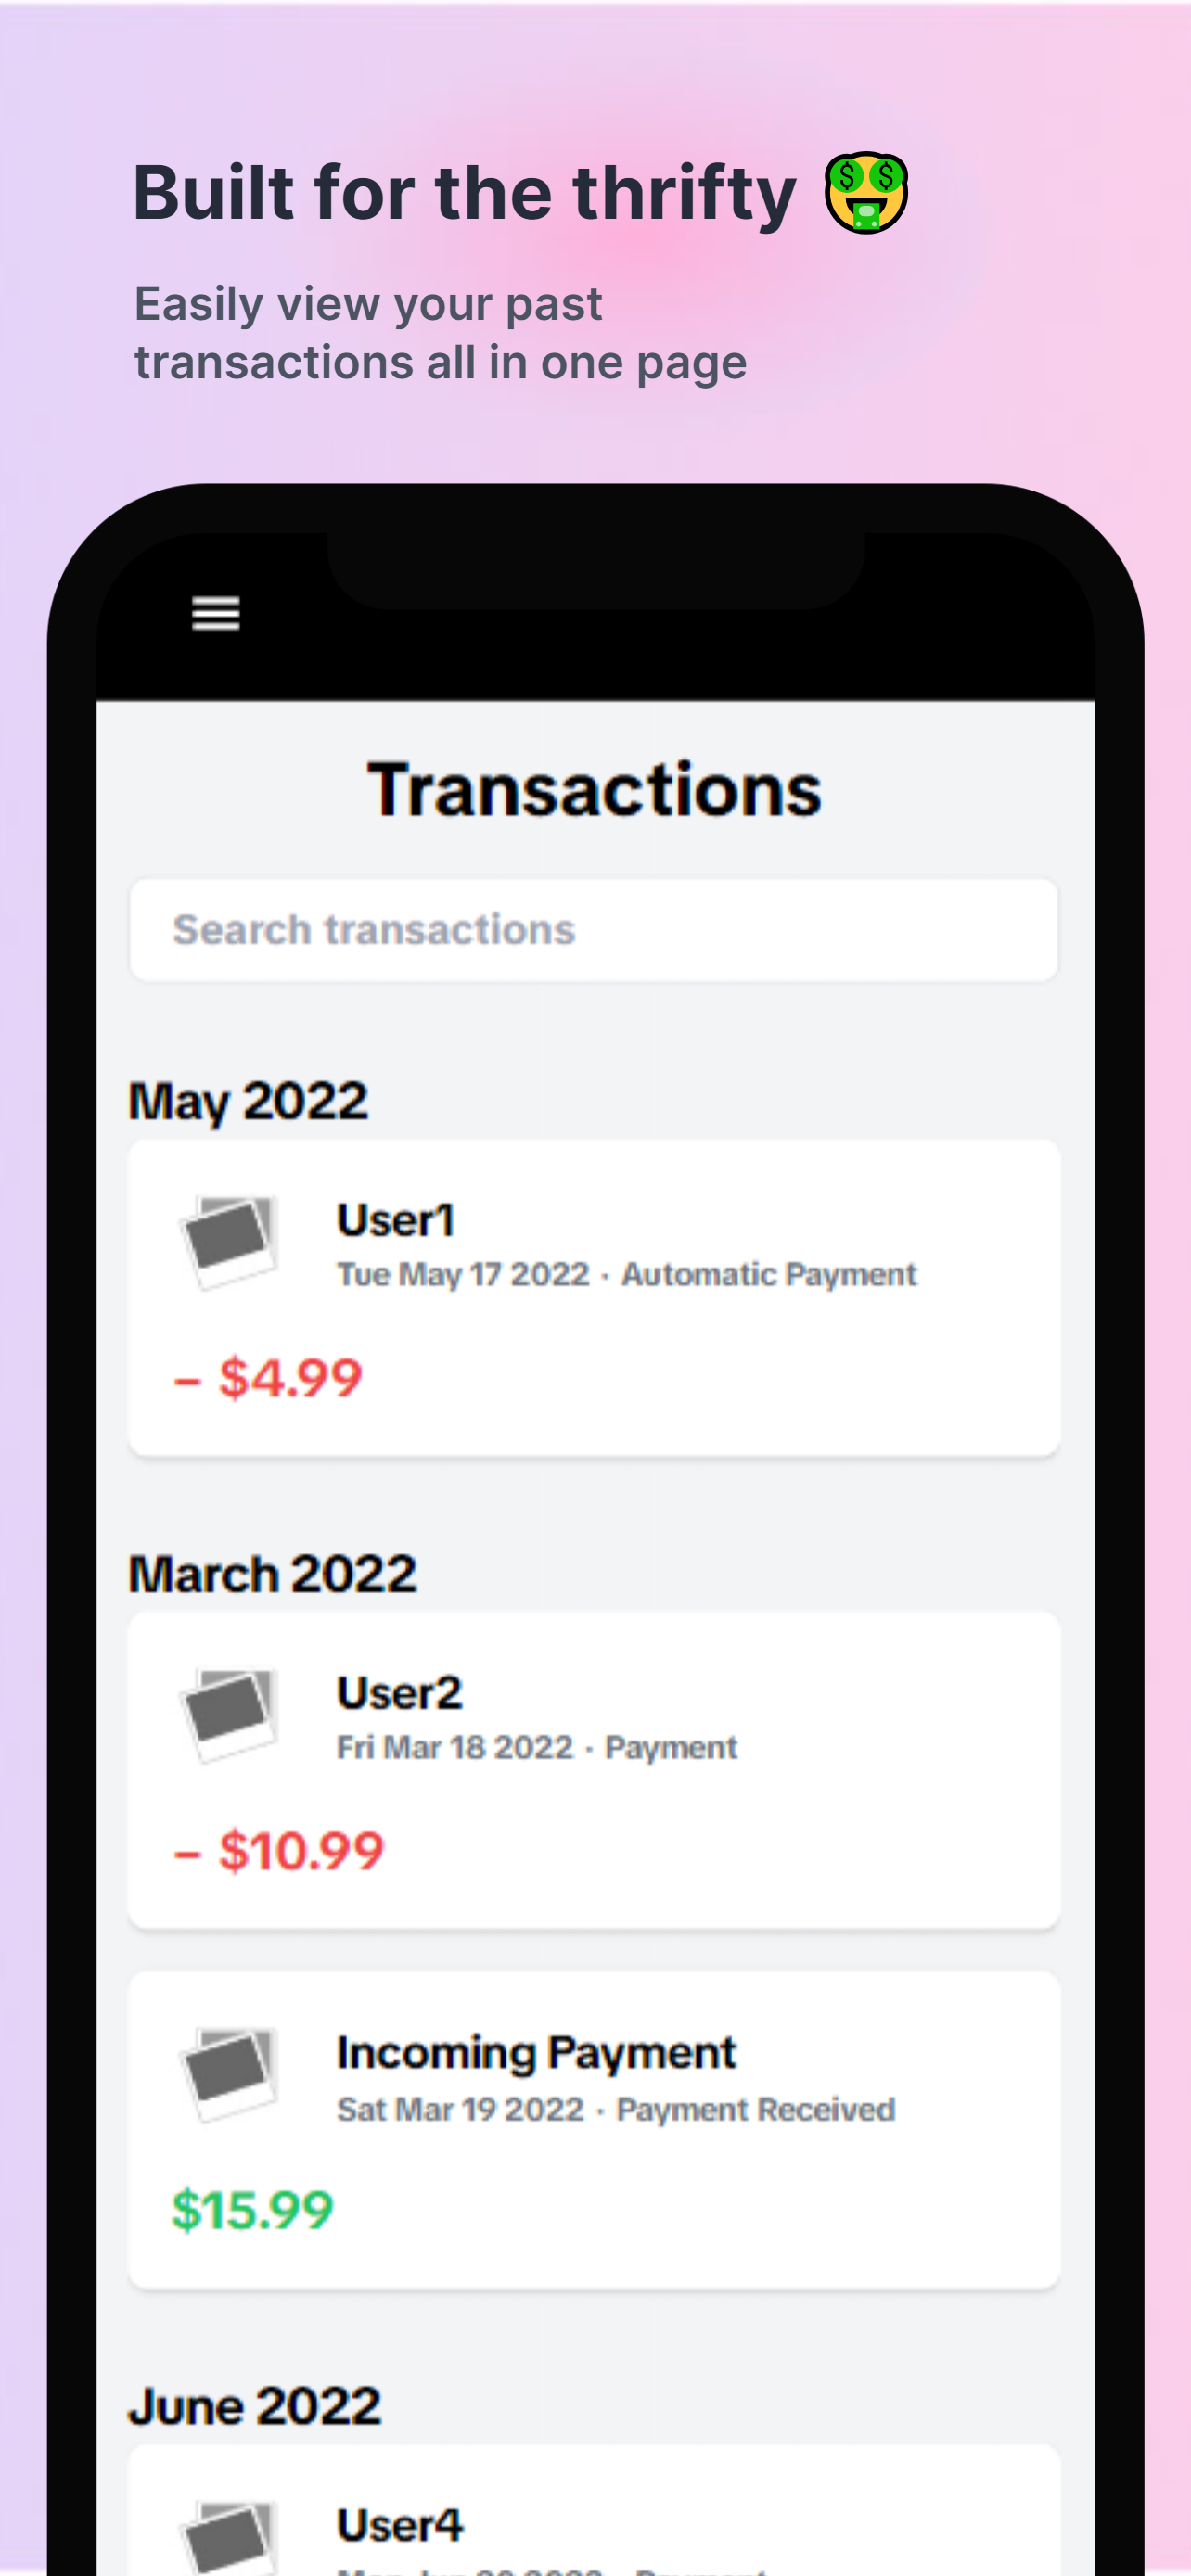 Built for the thrifty
Easily view your past
transactions all in one page
Transactions
Search transactions
May 2022
User1
Tue May 17 2022 · Automatic Payment
– $4.99
March 2022
User2
Fri Mar 18 2022 · Payment
– $10.99
Incoming Payment
Sat Mar 19 2022 · Payment Received
$15.99
June 2022
User4